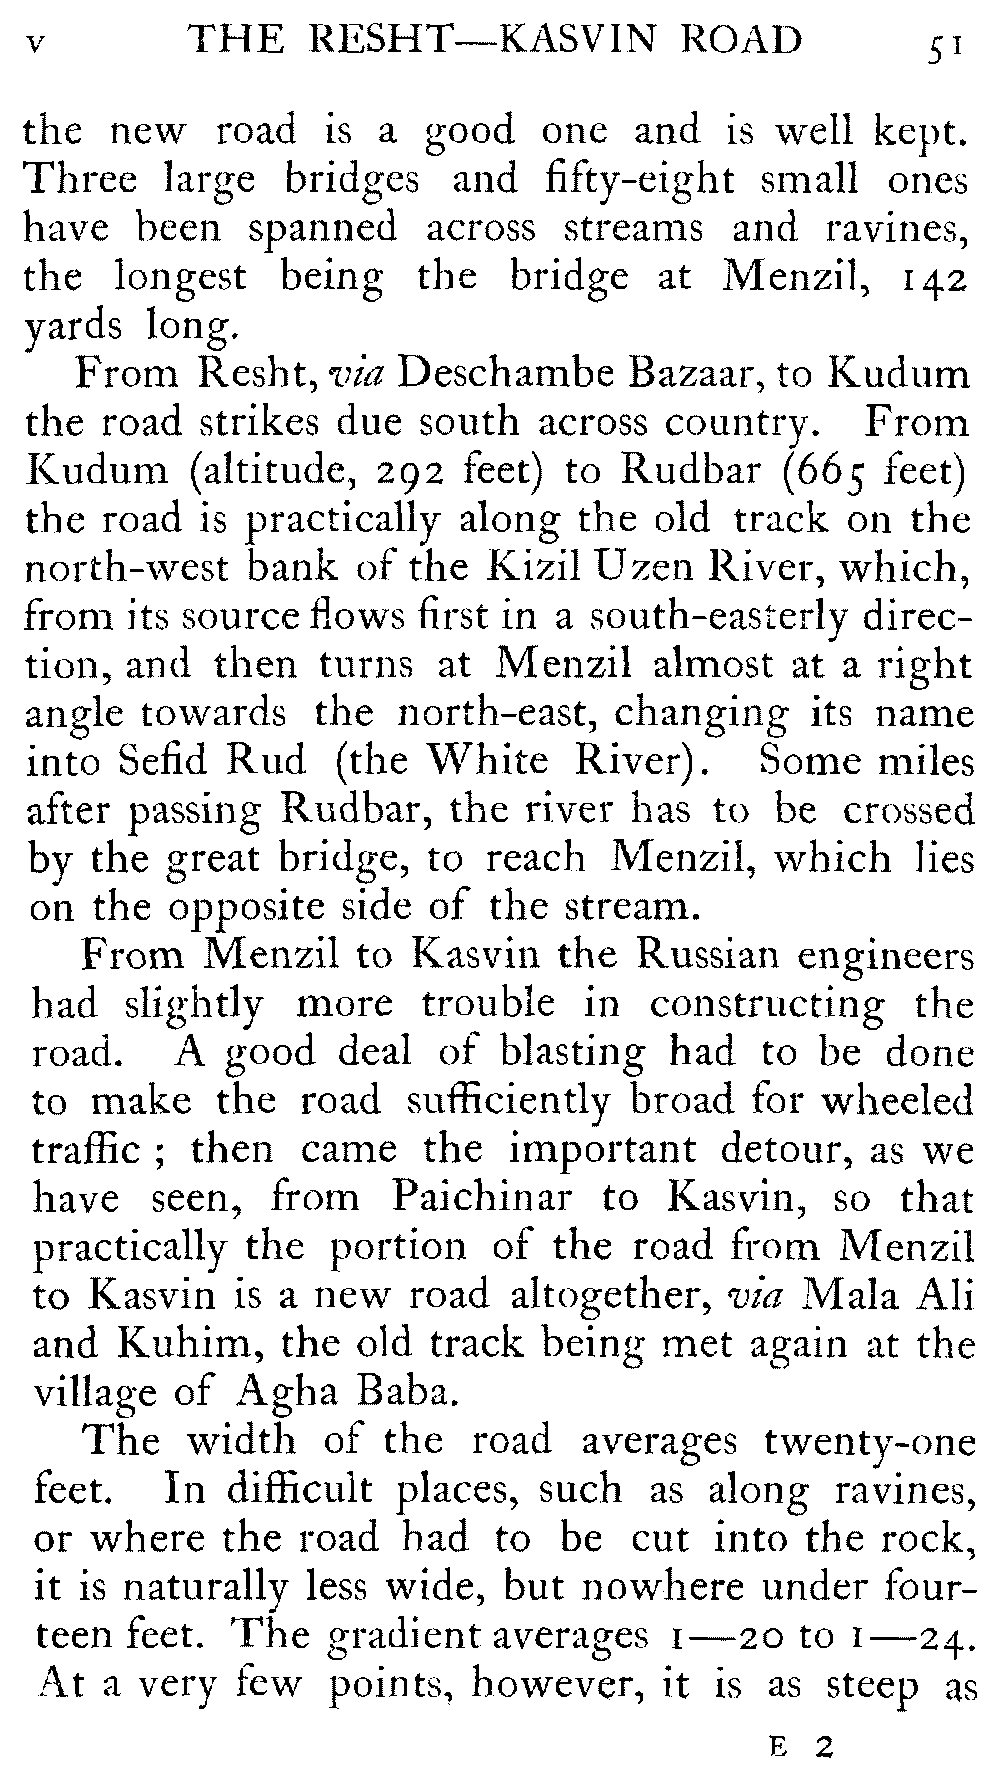 v THE RESHT—KASVIN ROAD 51
the new road is a good one and is well kept.
Three large bridges and fifty-eight small ones
have been spanned across streams and ravines,
the longest being the bridge at Menzil, 142
yards long.
From Resht, via Deschambe Bazaar, to Kudum
the road strikes due south across country. From
Kudum (altitude, 292 feet) to Rudbar (665 feet)
the road is practically along the old track on the
north-west bank of the Kizil Uzen River, which,
from its source flows first in a south-easterly direc-
tion, and then turns at Menzil almost at a right
angle towards the north-east, changing its name
into Sefid Rud (the White River). Some miles
after passing Rudbar, the river has to be crossed
by the great bridge, to reach Menzil, which lies
on the opposite side of the stream.
From Menzil to Kasvin the Russian engineers
had slightly more trouble in constructing the
road. A good deal of blasting had to be done
to make the road sufficiently broad for wheeled
traffic ; then came the important detour, as we
have seen, from Paichinar to Kasvin, so that
practically the portion of the road from Menzil
to Kasvin is a new road altogether, via Mala Ali
and Kuhim, the old track being met again at the
village of Agha Baba.
The width of the road averages twenty-one
feet. In difficult places, such as along ravines,
or where the road had to be cut into the rock,
it is naturally less wide, but nowhere under four-
teen feet. The gradient averages 1—20 to 1—24.
At a very few points, however, it is as steep as
E 2